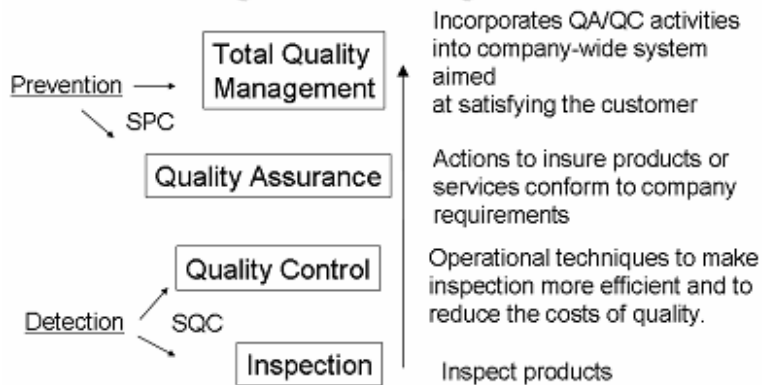 Total Quality
Management
Incorporates QA/QC activities
into company-wide system
aimed
at satisfying the customer
Prevention
SPC
Quality Assurance
Actions to insure products or
services conform to company
requirements
Quality Control
Operational techniques to make
inspection more efficient and to
reduce the costs of quality.
Detection
SQC
Inspection
Inspect products